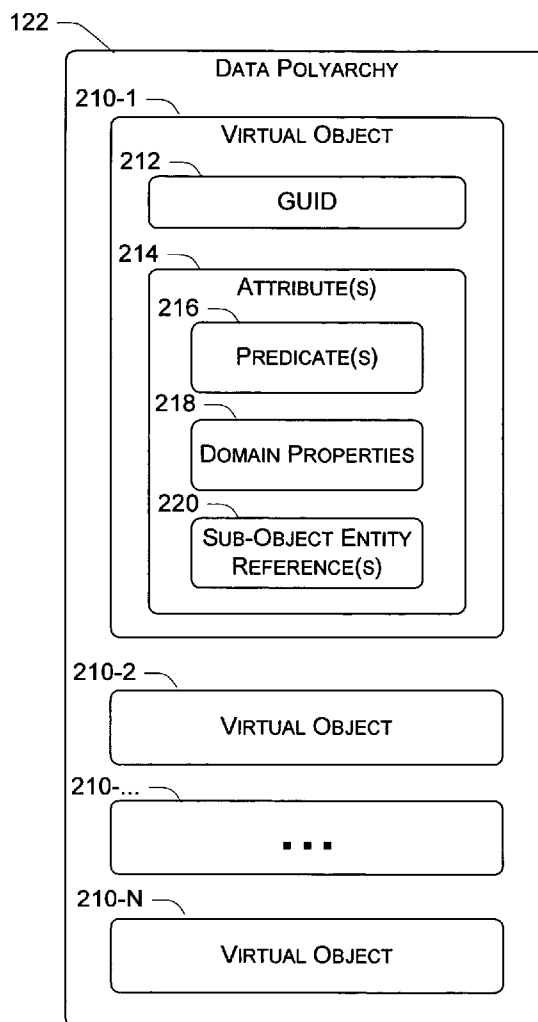 122
DATA POLYARCHY
210-1
VIRTUAL OBJECT
212
GUID
214
ATTRIBUTE(S)
216
PREDICATE(S)
218
DOMAIN PROPERTIES
220
SUB-OBJECT ENTITY
REFERENCE(S)
210-2
VIRTUAL OBJECT
210-...
...
210-N
VIRTUAL OBJECT